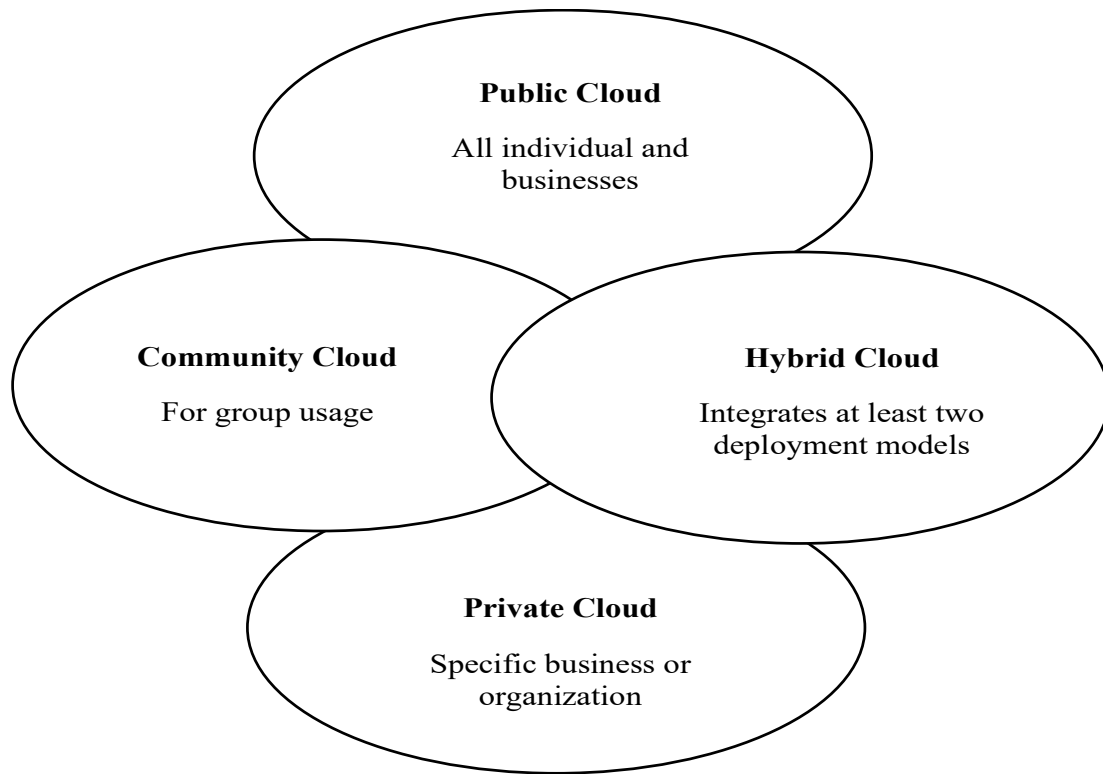 Public Cloud
All individual and
businesses
Community Cloud
For group usage
Hybrid Cloud
Integrates at least two
deployment models
Private Cloud
Specific business or
organization